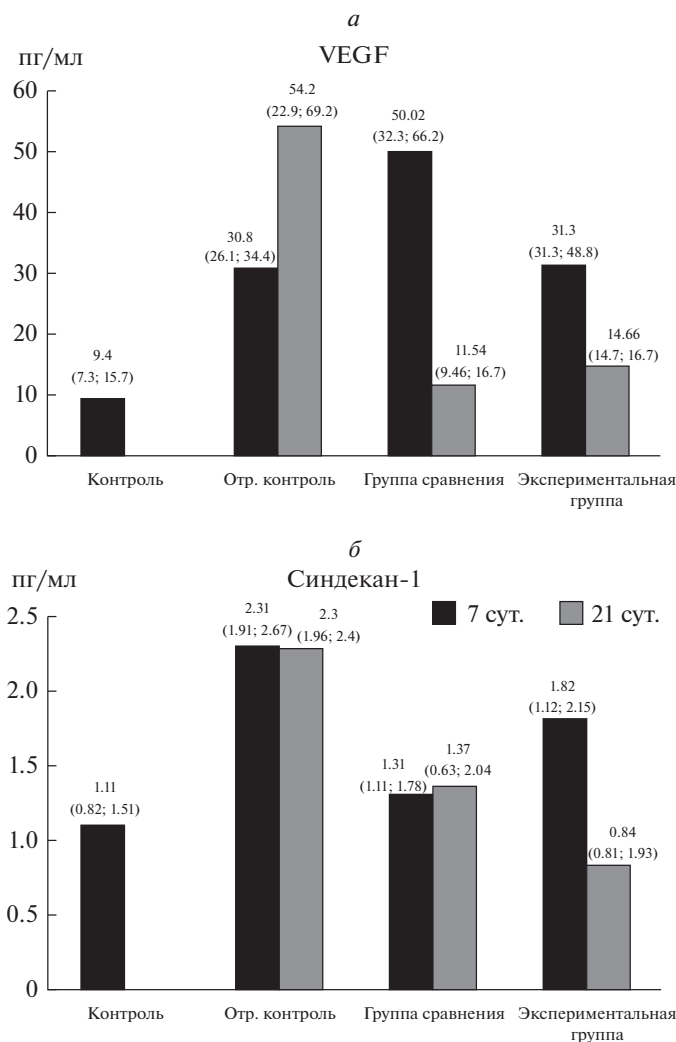 а
пг/мл
VEGF
60
50
40
30
20
10
0
9.4
(7.3; 15.7)
30.8
(26.1; 34.4)
54.2
(22.9; 69.2)
50.02
(32.3; 66.2)
11.54
(9.46; 16.7)
31.3
(31.3; 48.8)
14.66
(14.7; 16.7)
Контроль
Отр. контроль
Группа сравнения
Экспериментальная
группа
б
пг/мл
Синдекан-1
7 сут.
21 сут.
2.5
2.0
1.5
1.0
0.5
0
1.11
(0.82; 1.51)
2.31
(1.91; 2.67)
2.3
(1.96; 2.4)
1.31
(1.11; 1.78)
1.37
(0.63; 2.04
1.82
(1.12; 2.15)
0.84
(0.81; 1.93)
Контроль
Отр. контроль
Группа сравнения
Экспериментальная
группа